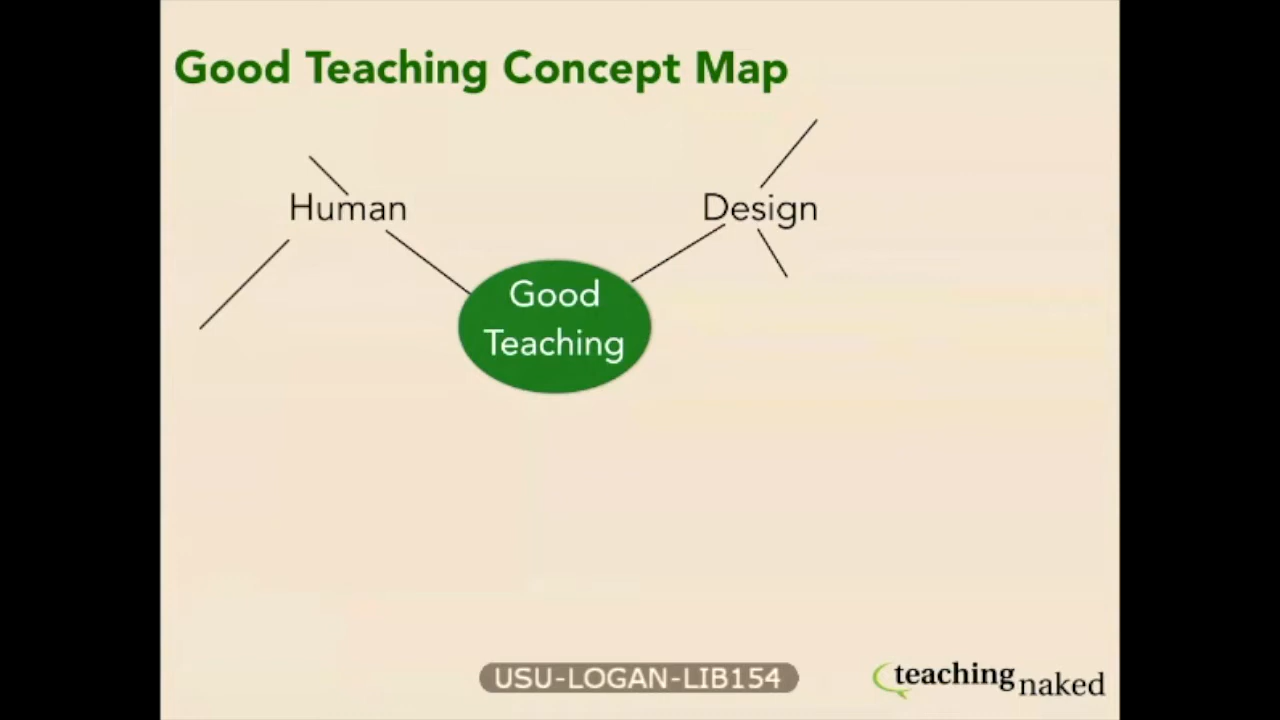 Good Teaching Concept Map
Human
Design
Good
Teaching
USU-LOGAN-LIB154
teaching naked